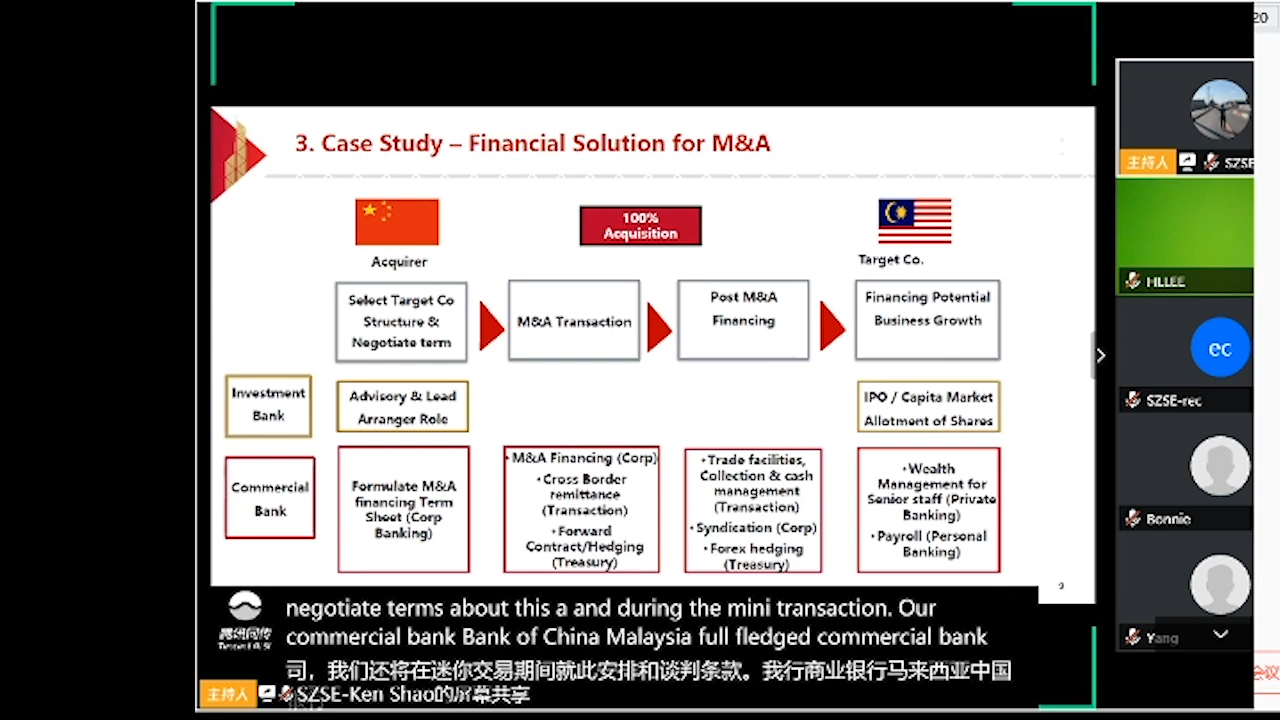 20
3. Case Study – Financial Solution for M&A
100%
Acquisition
Acquirer
Target Co.
Select Target Co
Structure &
Negotiate term
M&A Transaction
Post M&A
Financing
Financing Potential
Business Growth
Investment
Bank
Advisory & Lead
Arranger Role
IPO / Capita Market
Allotment of Shares
Commercial
Bank
Formulate M&A
financing Term
Sheet (Corp
Banking)
•M&A Financing (Corp)
•Cross Border
remittance
(Transaction)
•Forward
Contract/Hedging
(Treasury)
•Trade facilities,
Collection & cash
management
(Transaction)
•Syndication (Corp)
•Forex hedging
(Treasury)
•Wealth
Management for
Senior staff (Private
Banking)
•Payroll (Personal
Banking)
9
negotiate terms about this a and during the mini transaction. Our
commercial bank Bank of China Malaysia full fledged commercial bank
司，我们还将在迷你交易期间就此安排和谈判条款。我行商业银行马来西亚中国
腾讯同传
主持人 SZSE-Ken Shao的屏幕共享
主持人 SZSE
HLLEE
ec
SZSE-rec
Bonnie
Yang
会议